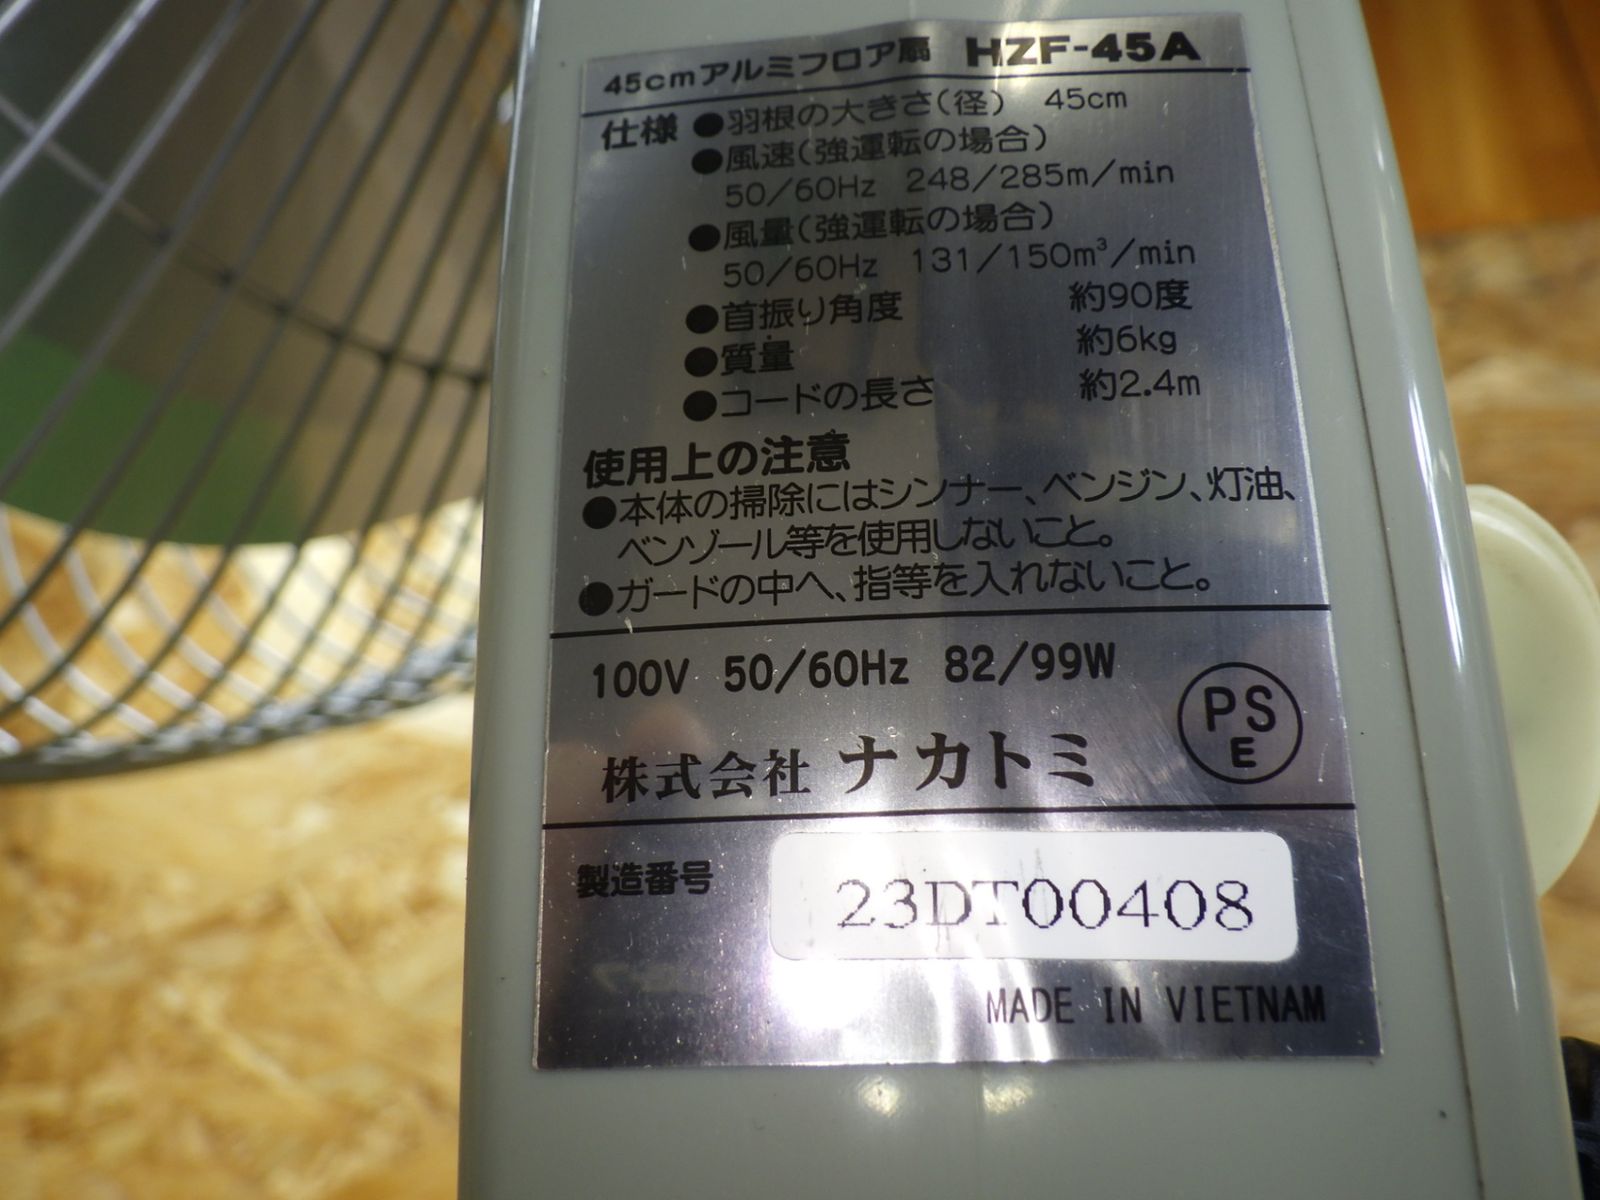 45cmアルミフロア扇 HZF-45A
仕様 ●羽根の大きさ(径) 45cm
●風速(強運転の場合)
50/60Hz 248/285m/min
●風量(強運転の場合)
50/60Hz 131/150m³/min
●首振り角度 約90度
●質量 約6kg
●コードの長さ 約2.4m
使用上の注意
●本体の掃除にはシンナー、ベンジン、灯油、
ベンゾール等を使用しないこと。
●ガードの中へ、指等を入れないこと。
100V 50/60Hz 82/99W
PS
E
株式会社 ナカトミ
製造番号 23DT00408
MADE IN VIETNAM